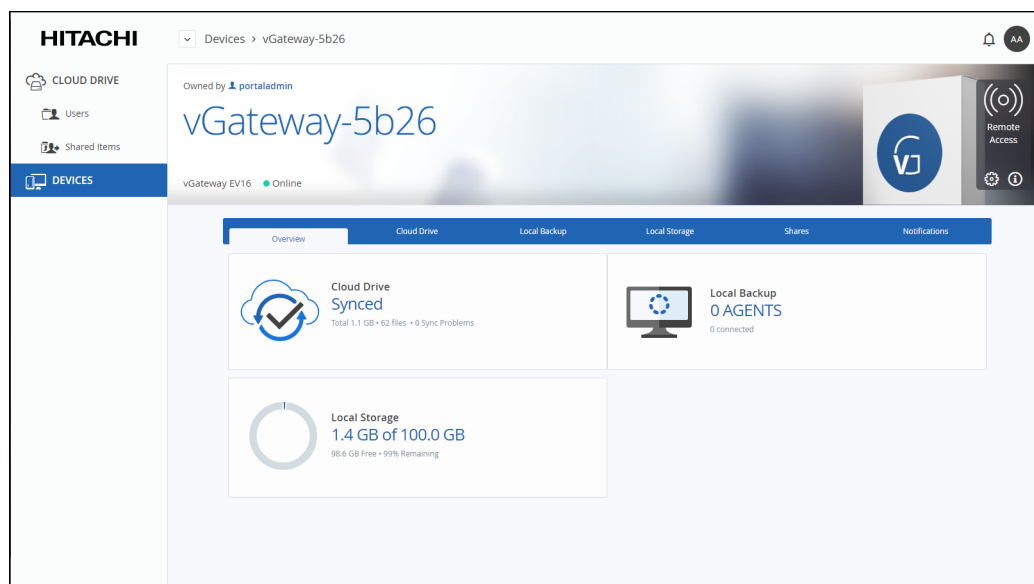 HITACHI
Devices > vGateway-5b26
AA
CLOUD DRIVE
Users
Shared Items
DEVICES
Owned by portaladmin
vGateway-5b26
vGateway EV16 Online
Remote
Access
Overview
Cloud Drive
Local Backup
Local Storage
Shares
Notifications
Cloud Drive
Synced
Total 1.1 GB • 62 files • 0 Sync Problems
Local Backup
0 AGENTS
0 connected
Local Storage
1.4 GB of 100.0 GB
98.6 GB Free • 99% Remaining